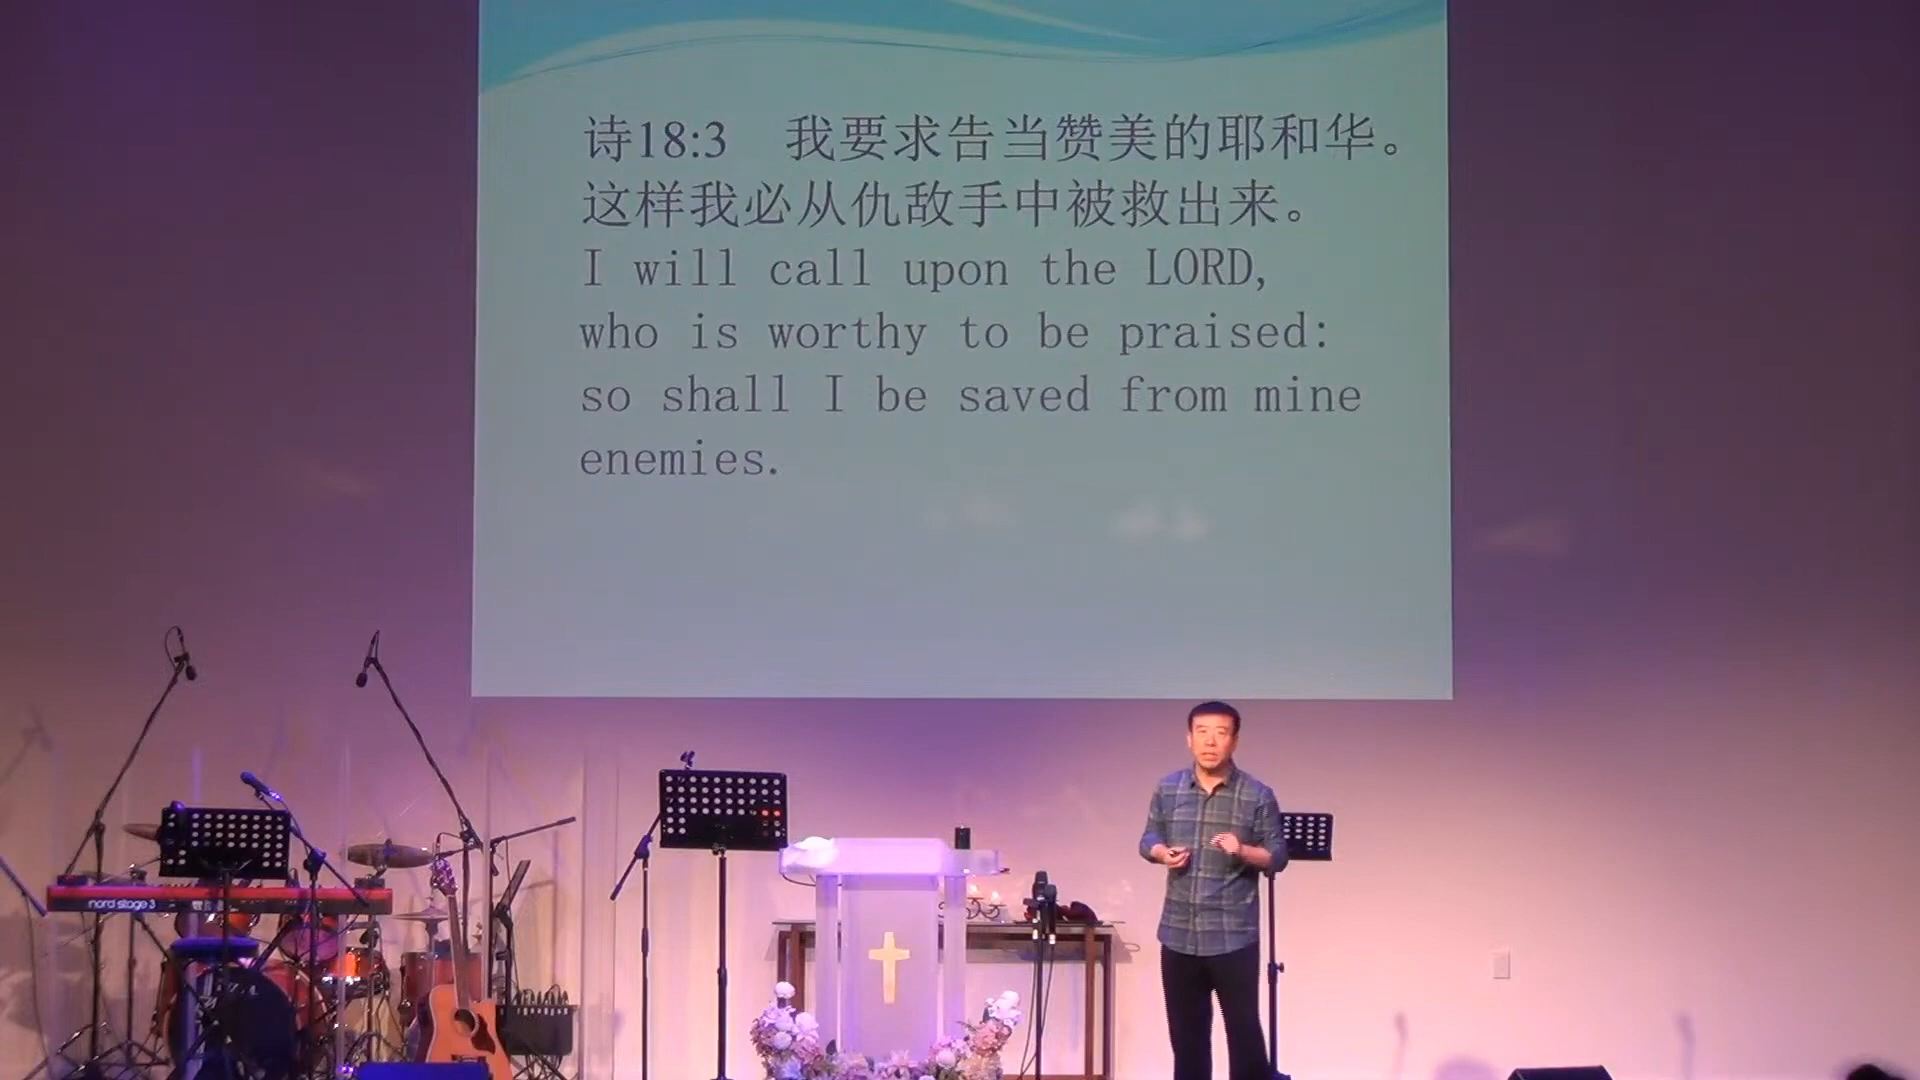 诗18:3　我要求告当赞美的耶和华。
这样我必从仇敌手中被救出来。
I will call upon the LORD,
who is worthy to be praised:
so shall I be saved from mine
enemies.
nord stage 3